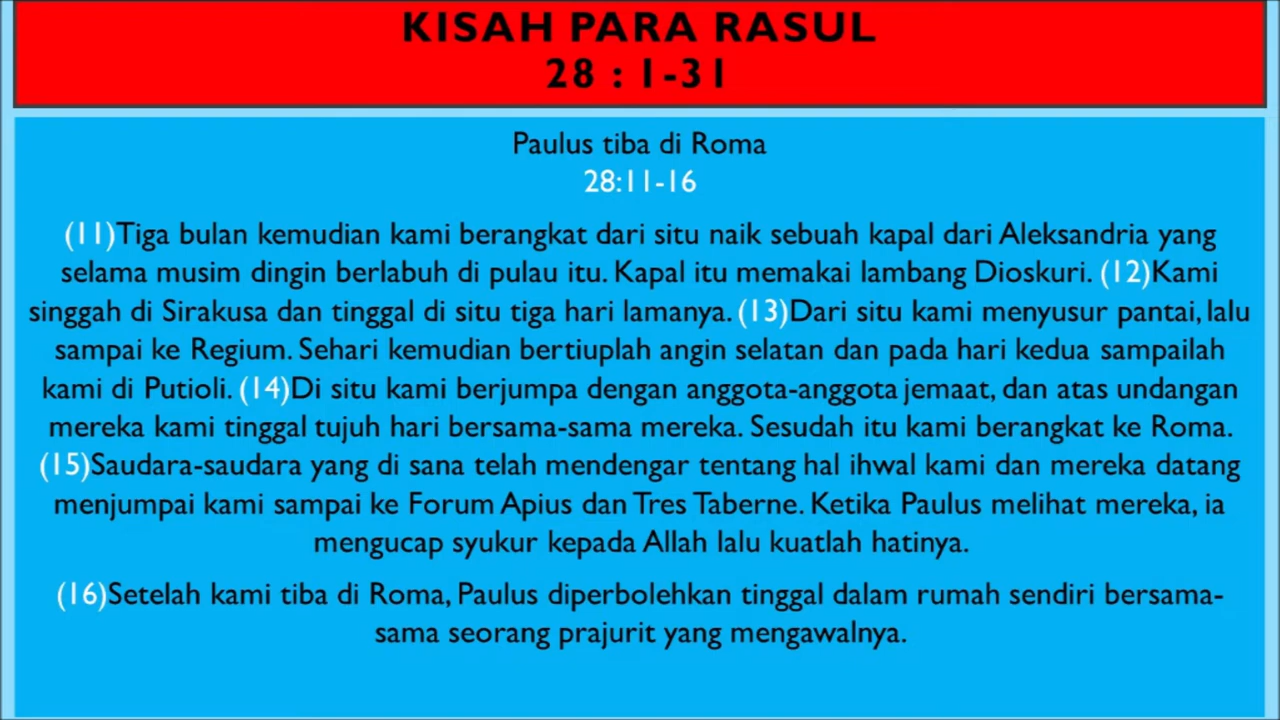 KISAH PARA RASUL
28 : 1-31
Paulus tiba di Roma
28:11-16
(11)Tiga bulan kemudian kami berangkat dari situ naik sebuah kapal dari Aleksandria yang
selama musim dingin berlabuh di pulau itu. Kapal itu memakai lambang Dioskuri. (12)Kami
singgah di Sirakusa dan tinggal di situ tiga hari lamanya. (13)Dari situ kami menyusur pantai, lalu
sampai ke Regium. Sehari kemudian bertiuplah angin selatan dan pada hari kedua sampailah
kami di Putioli. (14)Di situ kami berjumpa dengan anggota-anggota jemaat, dan atas undangan
mereka kami tinggal tujuh hari bersama-sama mereka. Sesudah itu kami berangkat ke Roma.
(15)Saudara-saudara yang di sana telah mendengar tentang hal ihwal kami dan mereka datang
menjumpai kami sampai ke Forum Apius dan Tres Taberne. Ketika Paulus melihat mereka, ia
mengucap syukur kepada Allah lalu kuatlah hatinya.
(16)Setelah kami tiba di Roma, Paulus diperbolehkan tinggal dalam rumah sendiri bersama-
sama seorang prajurit yang mengawalnya.